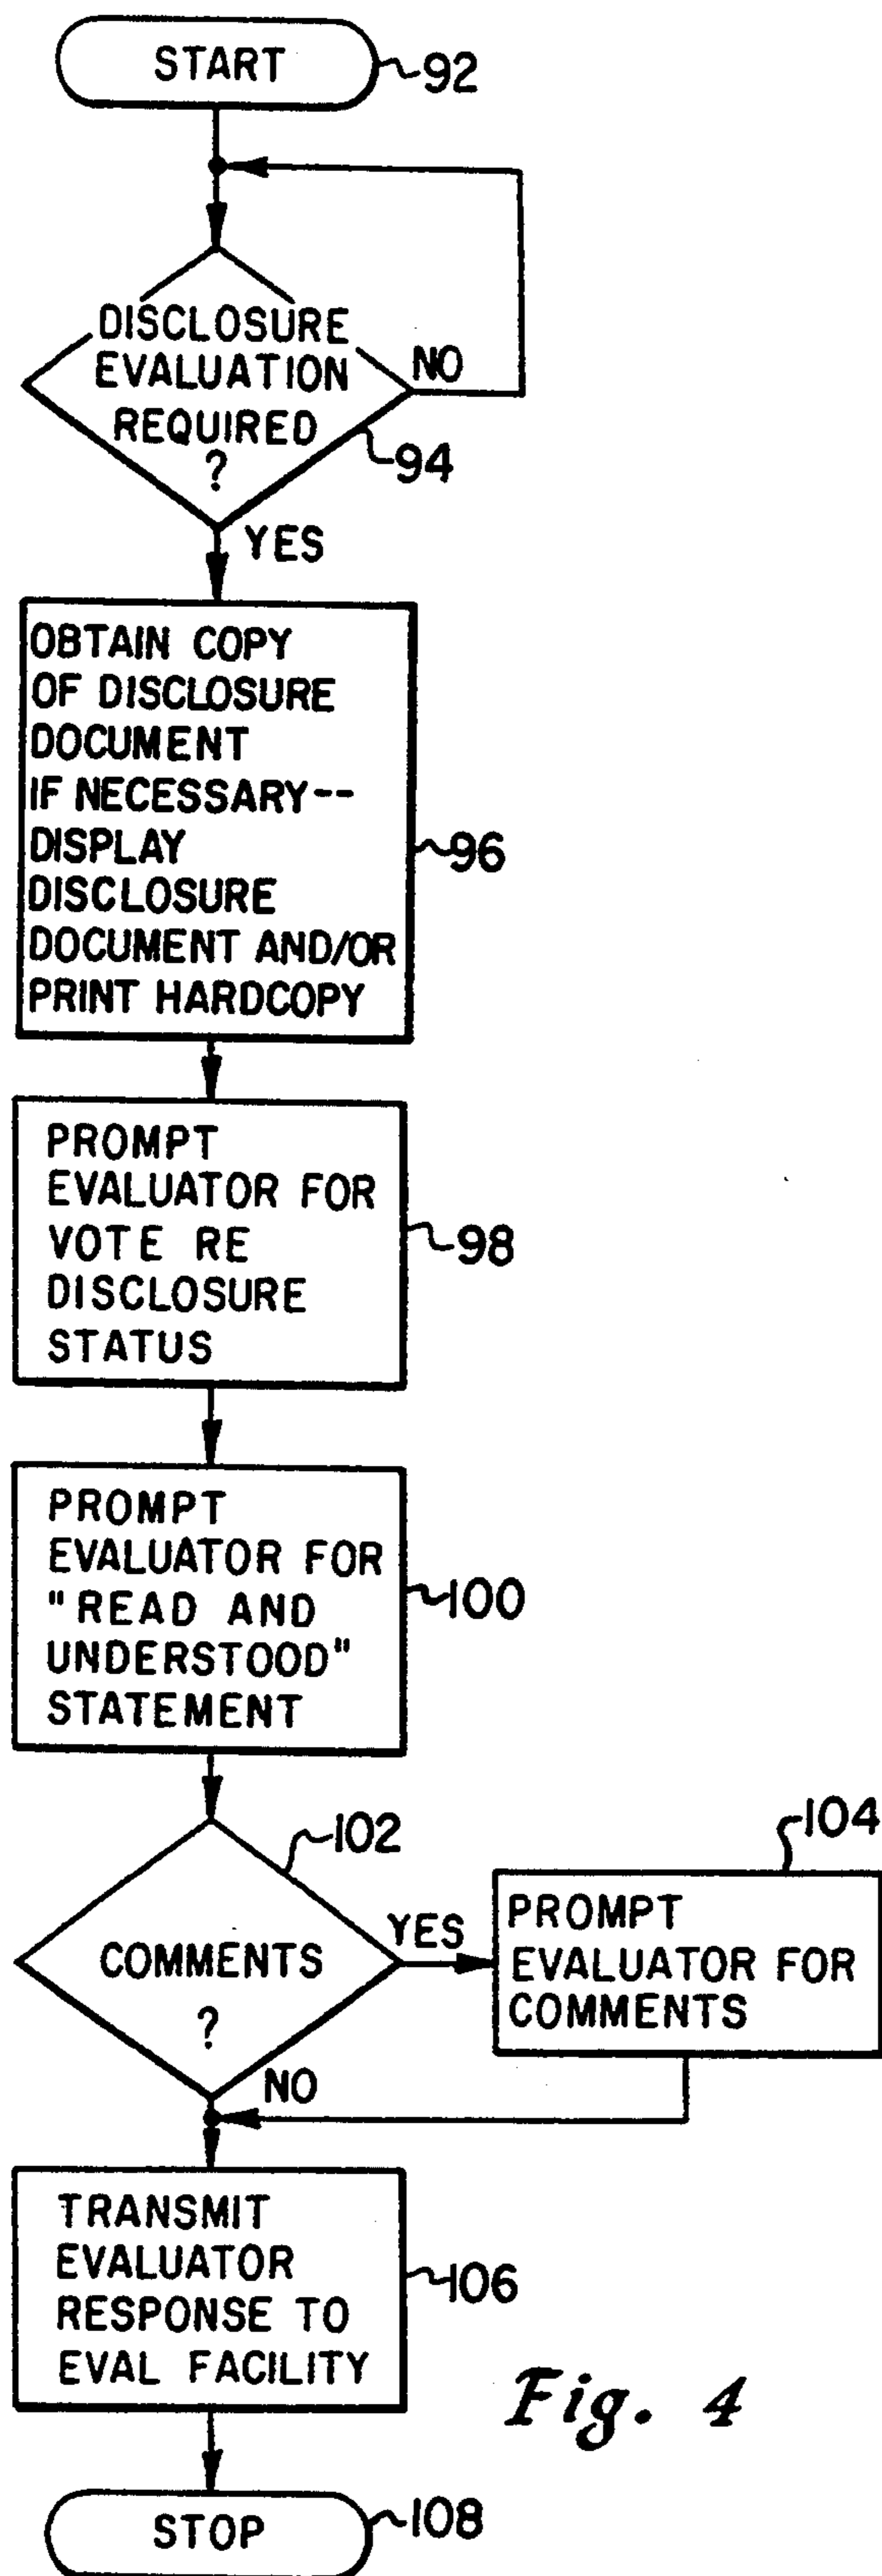 START
92
DISCLOSURE
EVALUATION
REQUIRED
?
NO
94
YES
OBTAIN COPY
OF DISCLOSURE
DOCUMENT
IF NECESSARY--
DISPLAY
DISCLOSURE
DOCUMENT AND/OR
PRINT HARDCOPY
96
PROMPT
EVALUATOR FOR
VOTE RE
DISCLOSURE
STATUS
98
PROMPT
EVALUATOR FOR
"READ AND
UNDERSTOOD"
STATEMENT
100
102
COMMENTS
?
YES
NO
104
PROMPT
EVALUATOR FOR
COMMENTS
TRANSMIT
EVALUATOR
RESPONSE TO
EVAL FACILITY
106
Fig. 4
STOP
108